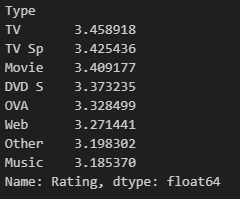 Type
TV 3.458918
TV Sp 3.425436
Movie 3.409177
DVD S 3.373235
OVA 3.328499
Web 3.271441
Other 3.198302
Music 3.185370
Name: Rating, dtype: float64